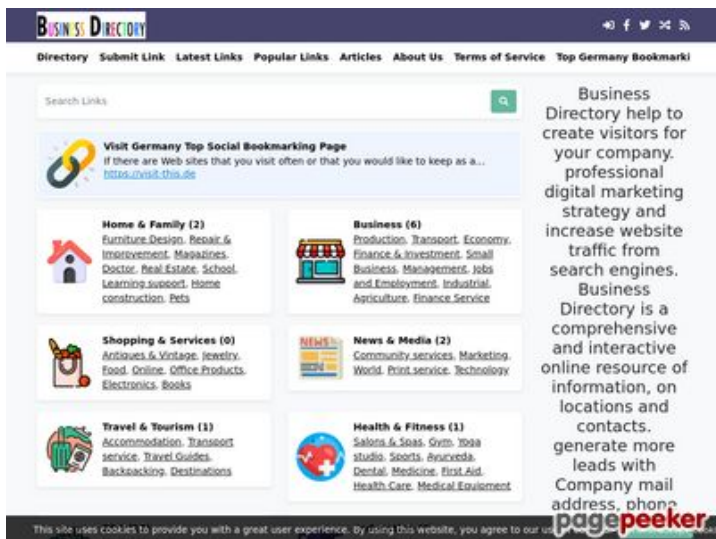 BUSINESS DIRECTORY
Directory Submit Link Latest Links Popular Links Articles About Us Terms of Service Top Germany Bookmarki
Search Links
Visit Germany Top Social Bookmarking Page
If there are Web sites that you visit often or that you would like to keep as a...
https://visit-this.de
Home & Family (2)
Furniture Design, Repair &
Improvement, Magazines,
Doctor, Real Estate, School,
Learning support, Home
construction, Pets
Business (6)
Production, Transport, Economy,
Finance & Investment, Small
Business, Management, Jobs
and Employment, Industrial,
Agriculture, Finance Service
Shopping & Services (0)
Antiques & Vintage, Jewelry,
Food, Online, Office Products,
Electronics, Books
NEWS
News & Media (2)
Community services, Marketing,
World, Print service, Technology
Travel & Tourism (1)
Accommodation, Transport
service, Travel Guides,
Backpacking, Destinations
Health & Fitness (1)
Salons & Spas, Gym, Yoga
studio, Sports, Ayurveda,
Dental, Medicine, First Aid,
Health Care, Medical Equipment
Business
Directory help to
create visitors for
your company.
professional
digital marketing
strategy and
increase website
traffic from
search engines.
Business
Directory is a
comprehensive
and interactive
online resource of
information, on
locations and
contacts.
generate more
leads with
Company mail
address, phone
This site uses cookies to provide you with a great user experience. By using this website, you agree to our
pagepeeker